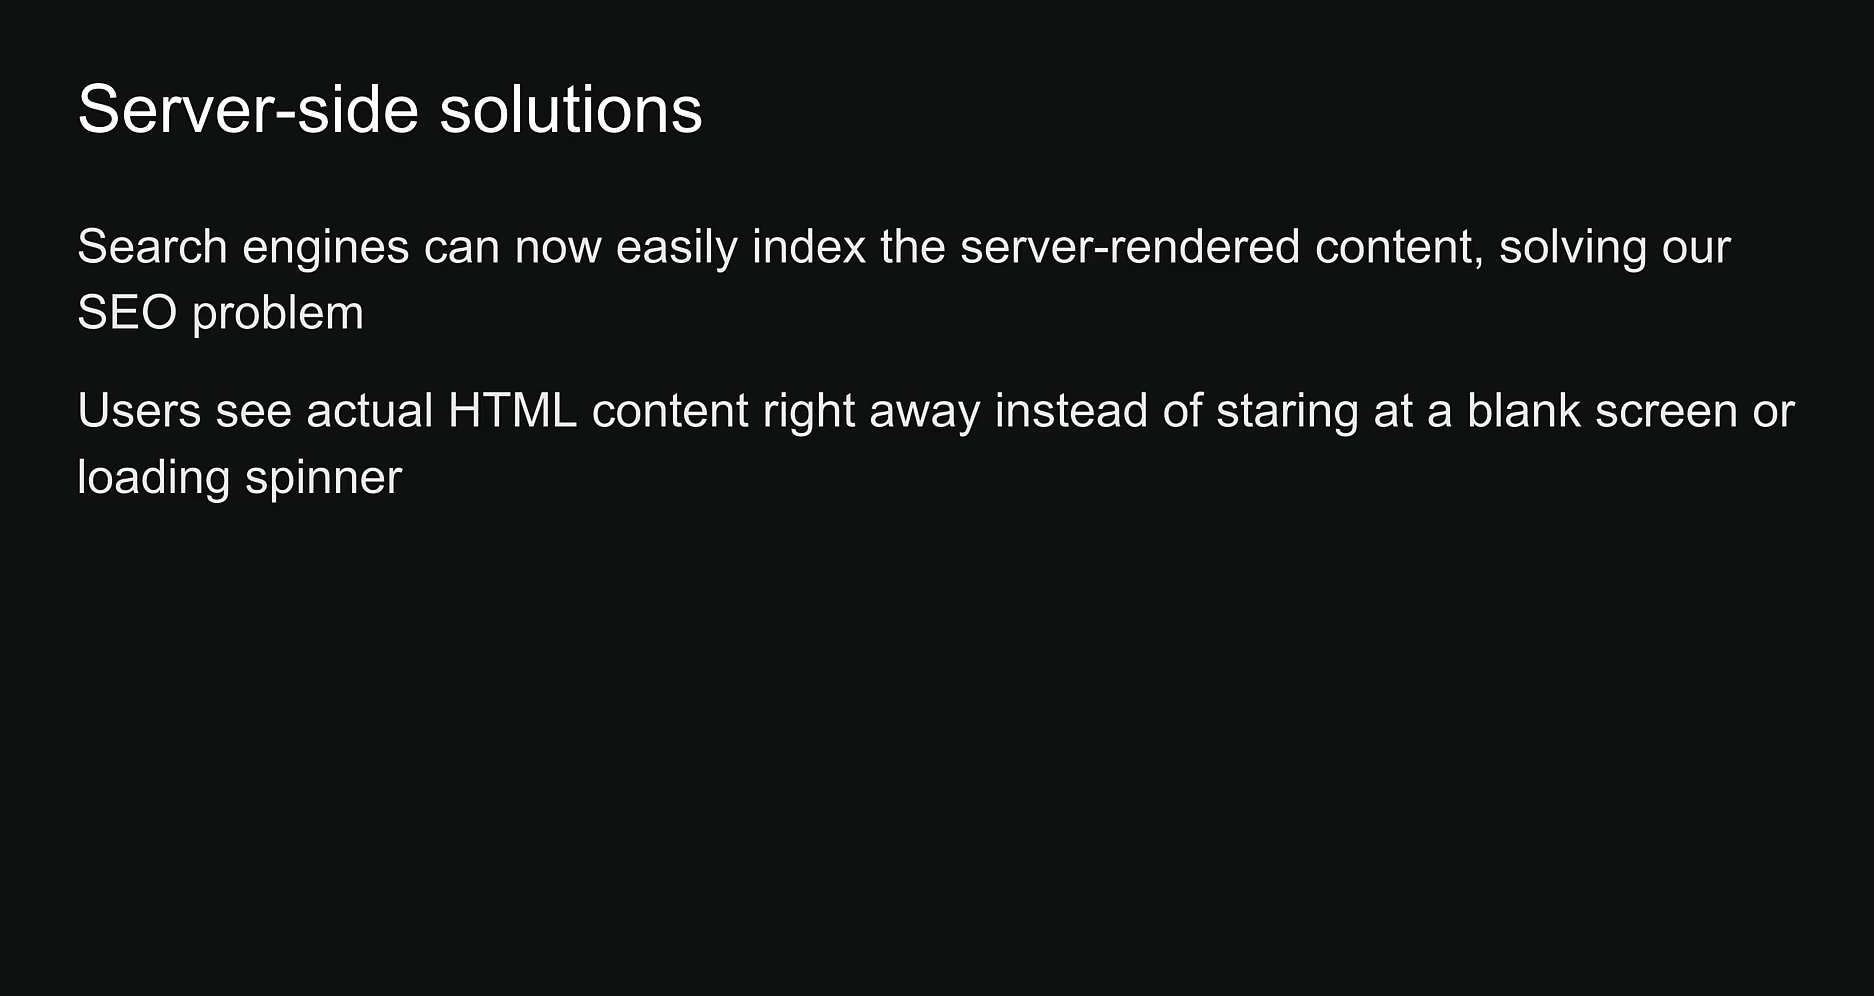 Server-side solutions
Search engines can now easily index the server-rendered content, solving our
SEO problem
Users see actual HTML content right away instead of staring at a blank screen or
loading spinner